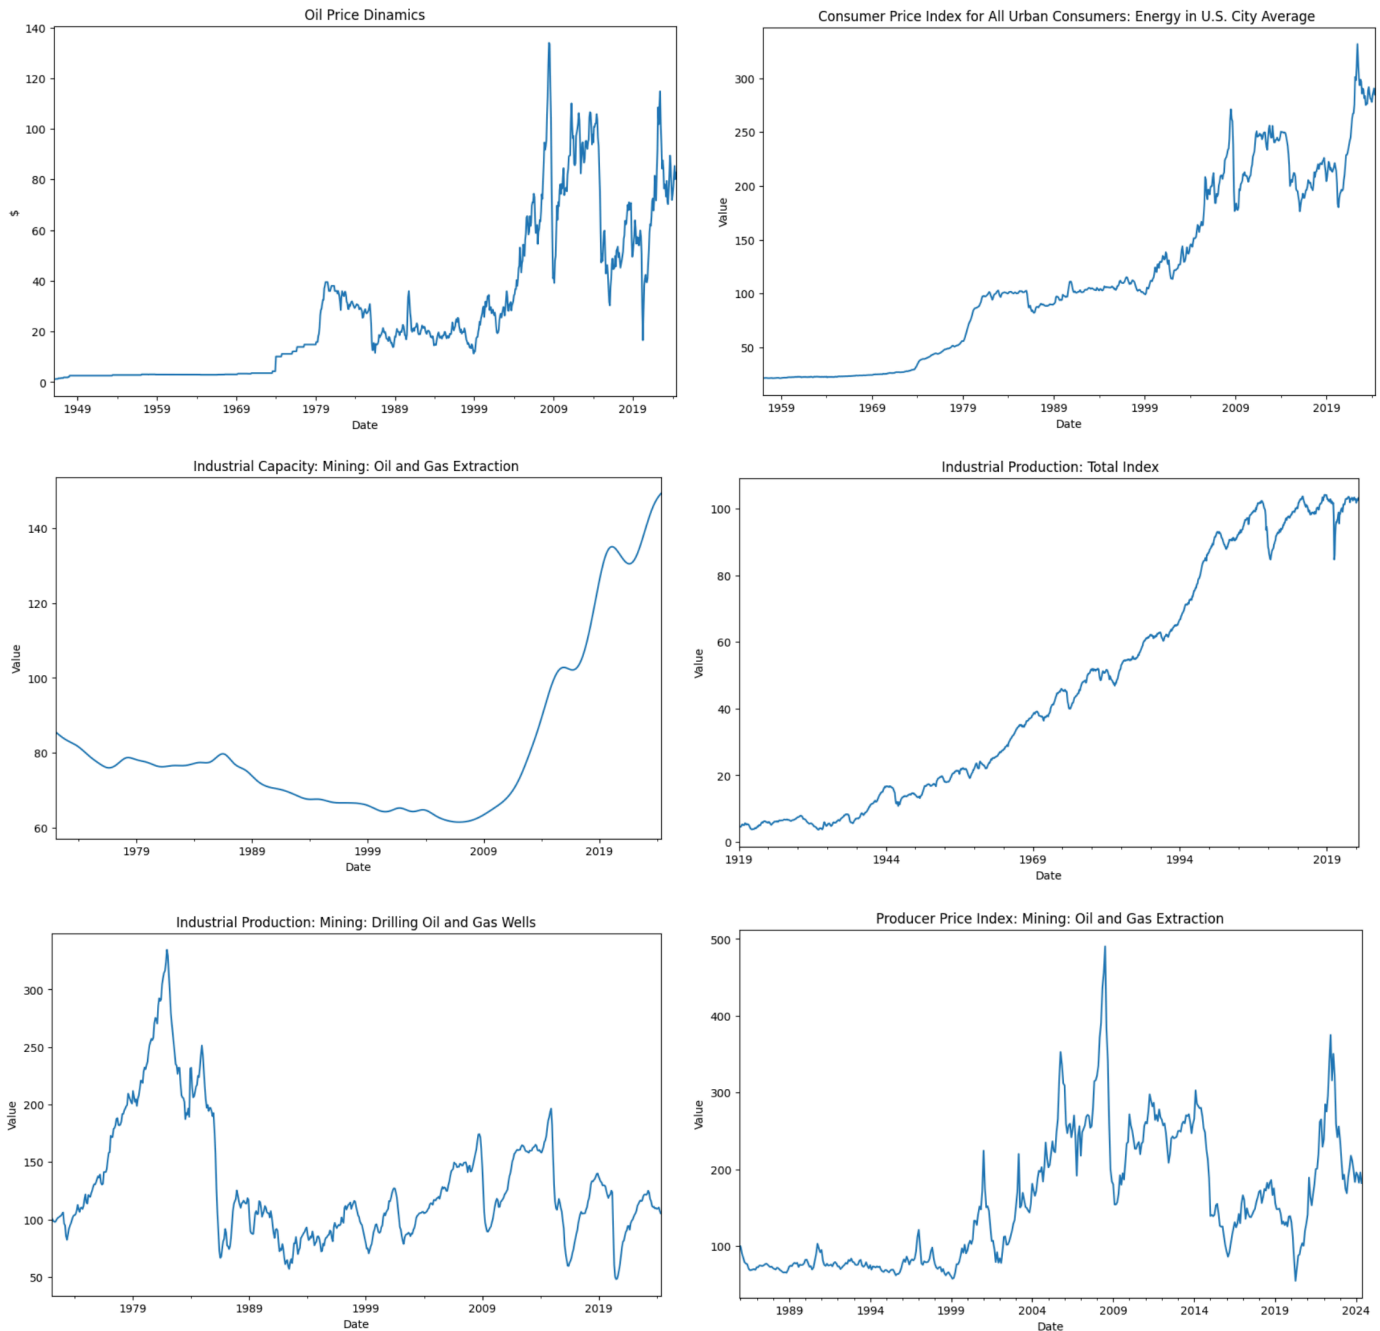 Oil Price Dinamics
140
120
100
80
60
40
20
0
$
1949 1959 1969 1979 1989 1999 2009 2019
Date
Consumer Price Index for All Urban Consumers: Energy in U.S. City Average
300
250
200
150
100
50
Value
1959 1969 1979 1989 1999 2009 2019
Date
Industrial Capacity: Mining: Oil and Gas Extraction
140
120
100
80
60
Value
1979 1989 1999 2009 2019
Date
Industrial Production: Total Index
100
80
60
40
20
0
Value
1919 1944 1969 1994 2019
Date
Industrial Production: Mining: Drilling Oil and Gas Wells
300
250
200
150
100
50
Value
1979 1989 1999 2009 2019
Date
Producer Price Index: Mining: Oil and Gas Extraction
500
400
300
200
100
Value
1989 1994 1999 2004 2009 2014 2019 2024
Date